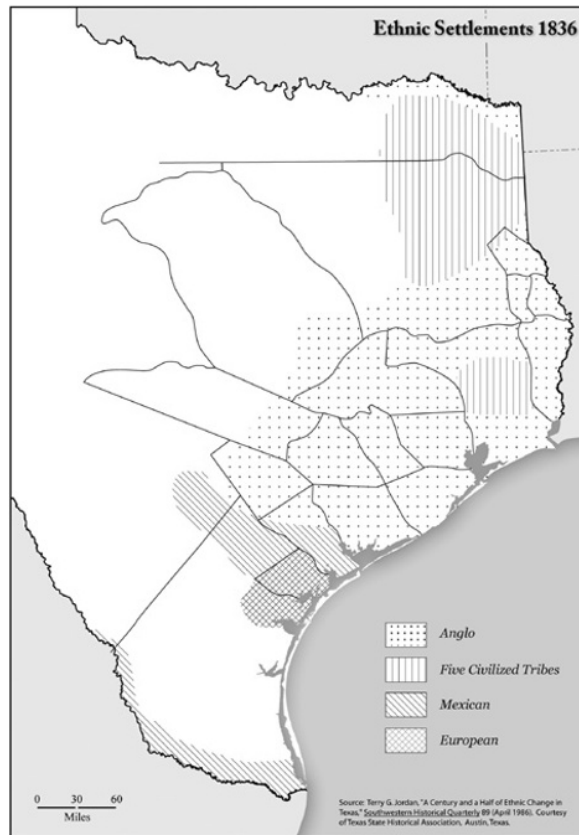 Ethnic Settlements 1836
Anglo
Five Civilized Tribes
Mexican
European
0 30 60
Miles
Source: Terry G. Jordan, "A Century and a Half of Ethnic Change in
Texas," Southwestern Historical Quarterly 89 (April 1986). Courtesy
of Texas State Historical Association, Austin, Texas.